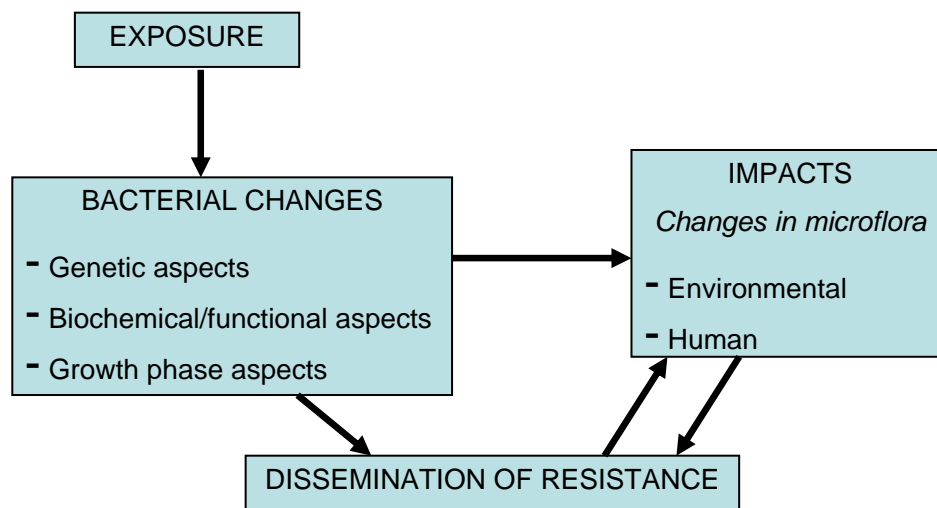 EXPOSURE
BACTERIAL CHANGES
- Genetic aspects
- Biochemical/functional aspects
- Growth phase aspects
IMPACTS
Changes in microflora
- Environmental
- Human
DISSEMINATION OF RESISTANCE